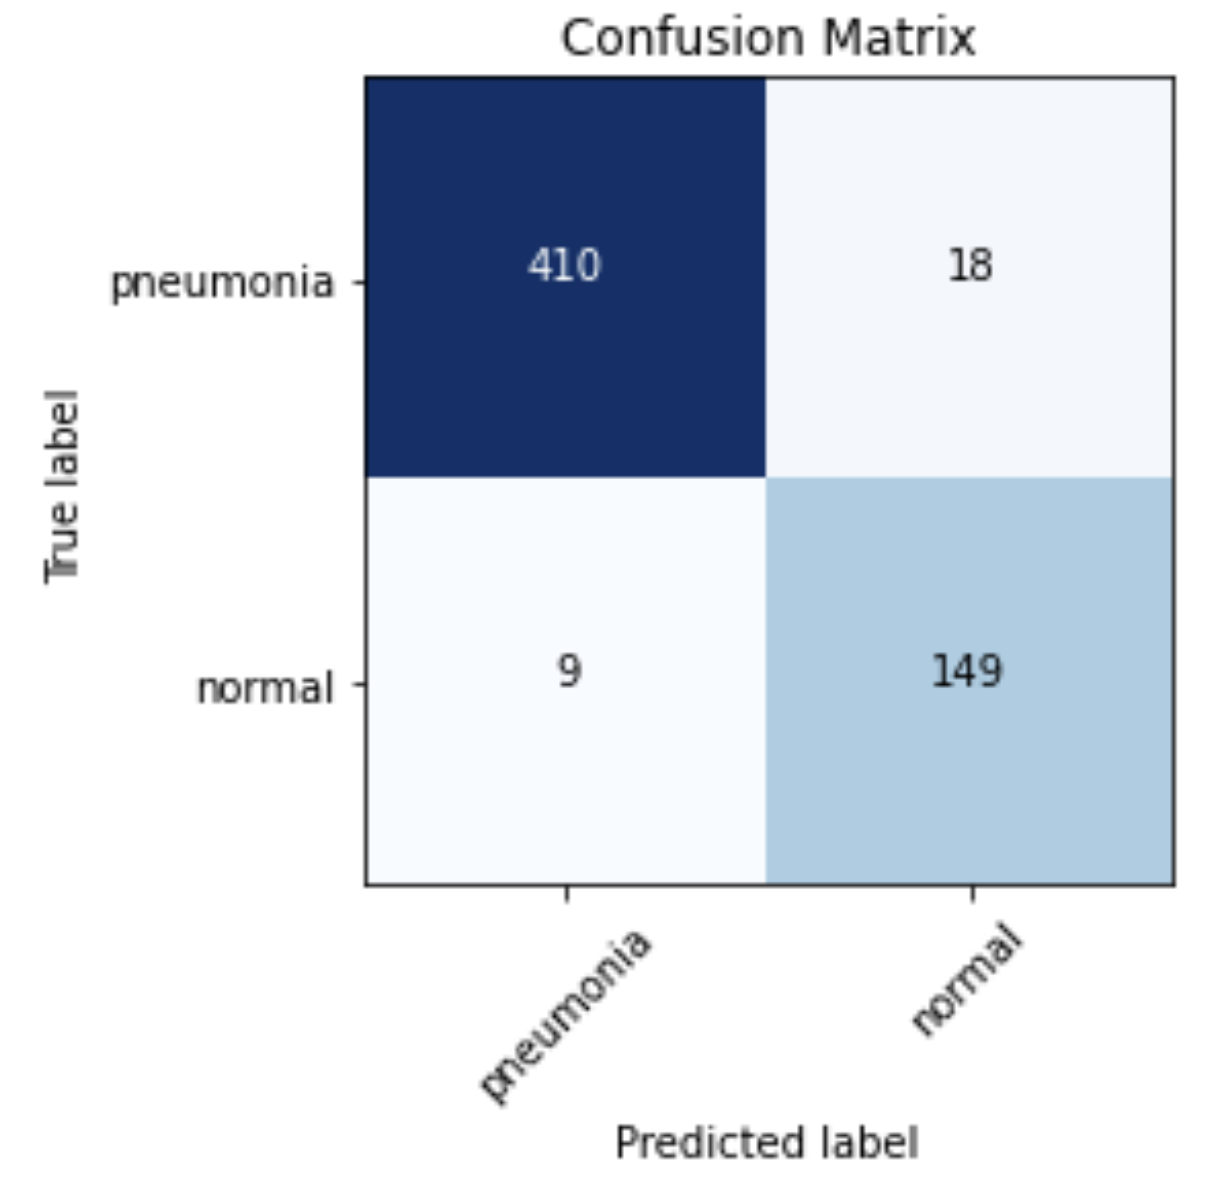 Confusion Matrix
True label
pneumonia
410
18
normal
9
149
pneumonia
normal
Predicted label